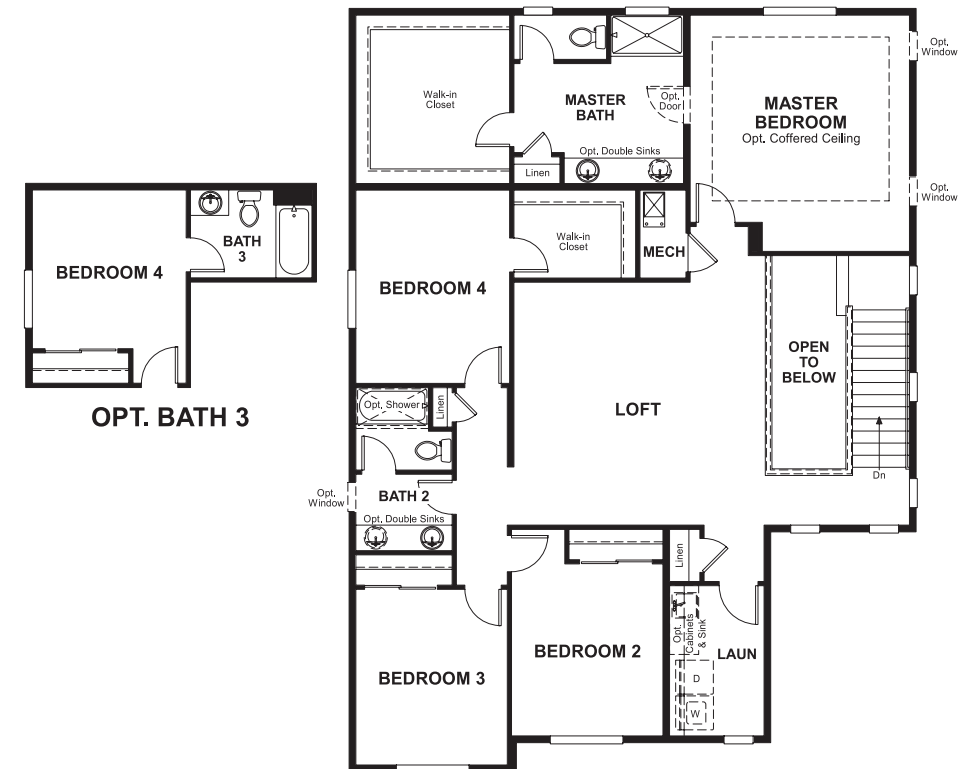 Walk-in
Closet
MASTER
BATH
Opt.
Door
MASTER
BEDROOM
Opt. Coffered Ceiling
Opt.
Window
Opt. Double Sinks
Linen
Opt.
Window
BEDROOM 4
BATH
3
OPT. BATH 3
Walk-in
Closet
MECH
BEDROOM 4
OPEN
TO
BELOW
LOFT
Opt. Shower
Linen
Dn
Opt.
Window
BATH 2
Opt. Double Sinks
Linen
Opt.
Cabinets
& Sink
BEDROOM 2
LAUN
BEDROOM 3
D
W